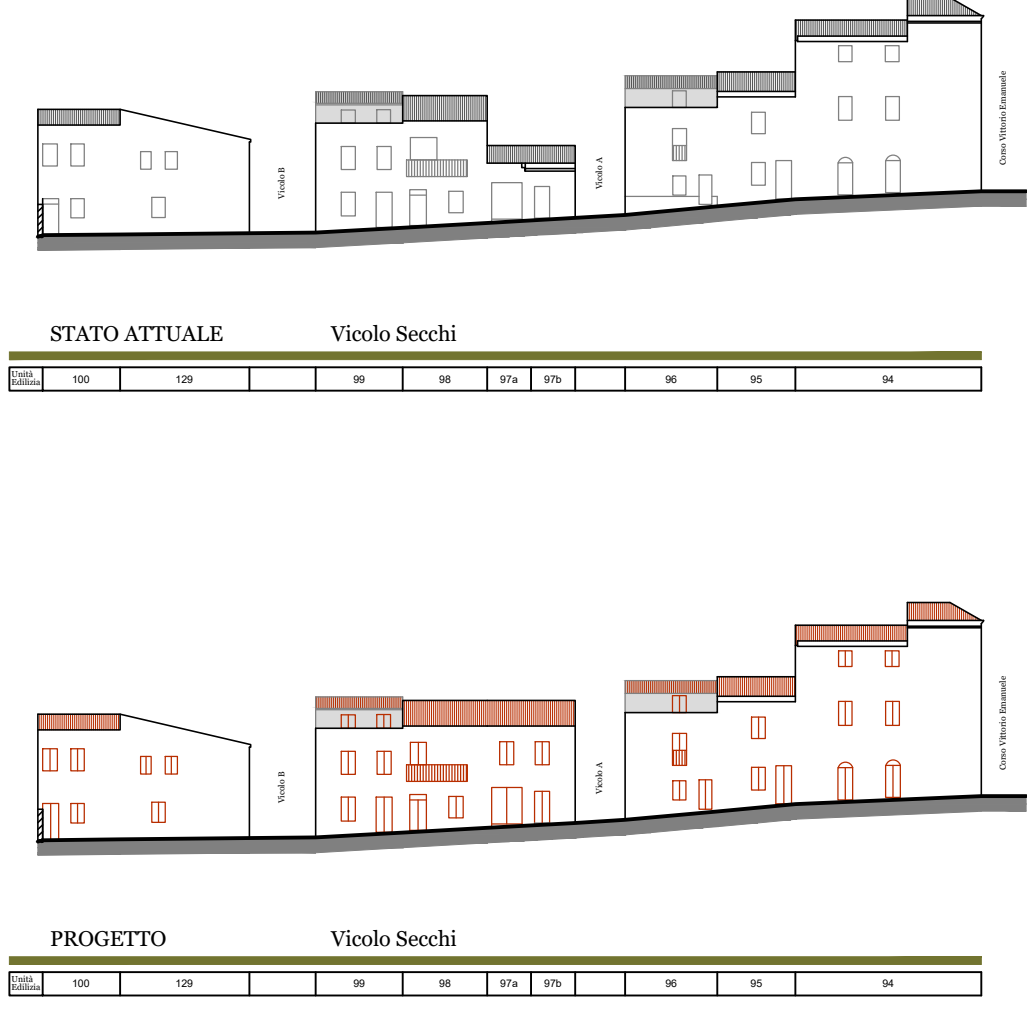 Vicolo B
Vicolo A
Corso Vittorio Emanuele
STATO ATTUALE Vicolo Secchi
Unità Edilizia 100 129 99 98 97a 97b 96 95 94
Vicolo B
Vicolo A
Corso Vittorio Emanuele
PROGETTO Vicolo Secchi
Unità Edilizia 100 129 99 98 97a 97b 96 95 94